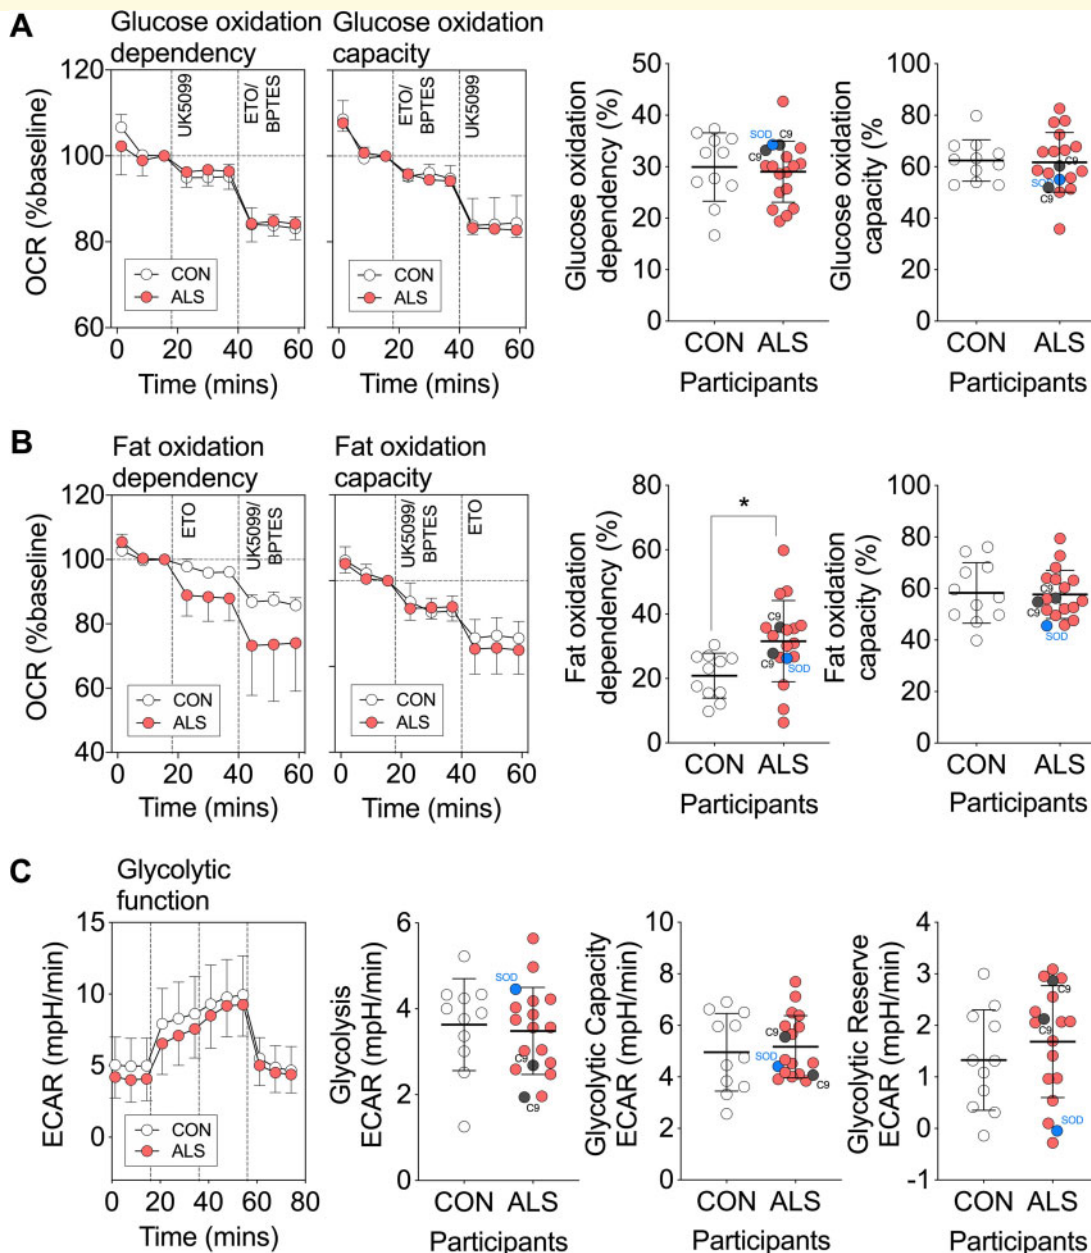 A
Glucose oxidation
dependency
Glucose oxidation
capacity
OCR (%baseline)
120
100
80
60
UK5099
ETO/
BPTES
CON
ALS
0 20 40 60
Time (mins)
ETO/
BPTES
UK5099
CON
ALS
0 20 40 60
Time (mins)
Glucose oxidation
dependency (%)
50
40
30
20
10
0
SOD
C9
C9
CON ALS
Participants
Glucose oxidation
capacity (%
100
80
60
40
20
0
C9
SOD
C9
CON ALS
Participants
B
Fat oxidation
dependency
Fat oxidation
capacity
OCR (%baseline)
120
100
80
60
40
ETO
UK5099/
BPTES
CON
ALS
0 20 40 60
Time (mins)
UK5099/
BPTES
ETO
CON
ALS
0 20 40 60
Time (mins)
Fat oxidation
dependency (%)
80
60
40
20
0
*
C9
C9
SOD
CON ALS
Participants
Fat oxidation
capacity (%)
100
80
60
40
20
0
C9
C9
SOD
CON ALS
Participants
C
Glycolytic
function
ECAR (mpH/min)
15
10
5
0
CON
ALS
0 20 40 60 80
Time (mins)
Glycolysis
ECAR (mpH/min)
6
4
2
0
SOD
C9
C9
CON ALS
Participants
Glycolytic Capacity
ECAR (mpH/min)
10
8
6
4
2
0
C9
SOD
C9
CON ALS
Participants
Glycolytic Reserve
ECAR (mpH/min)
4
3
2
1
0
-1
C9
C9
SOD
CON ALS
Participants